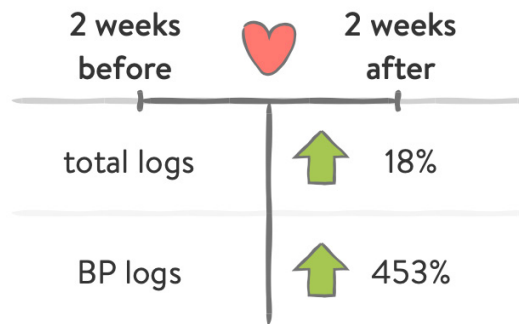 2 weeks
before
2 weeks
after
total logs
18%
BP logs
453%